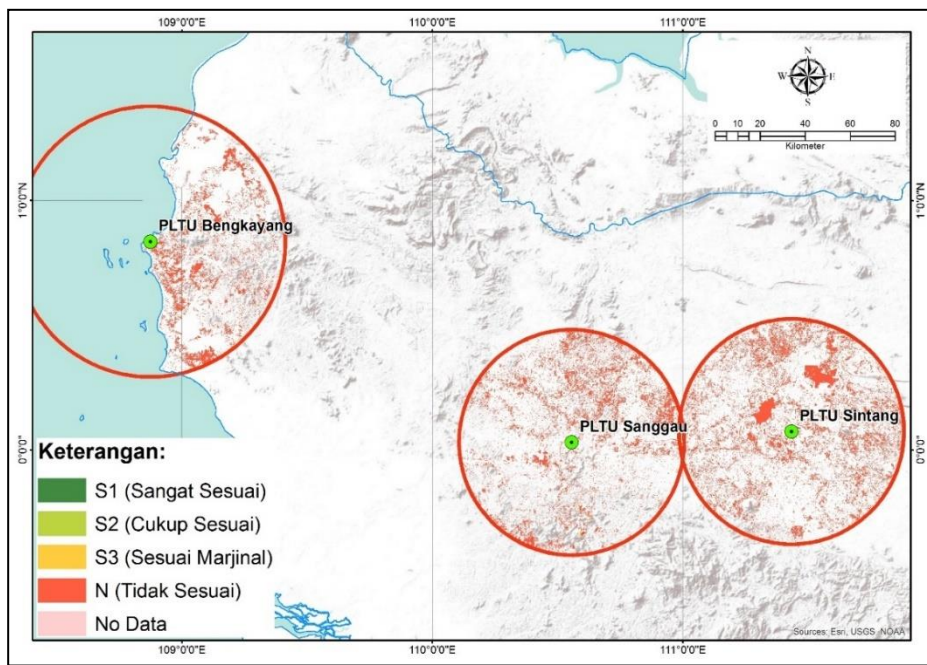 109°0'0"E 110°0'0"E 111°0'0"E
N
W E
S
0 10 20 40 60 80
Kilometer
1°0'0"N 1°0'0"N
PLTU Bengkayang
PLTU Sanggau
PLTU Sintang
0°0'0" 0°0'0"
Keterangan:
S1 (Sangat Sesuai)
S2 (Cukup Sesuai)
S3 (Sesuai Marjinal)
N (Tidak Sesuai)
No Data
Sources: Esri, USGS, NOAA
109°0'0"E 110°0'0"E 111°0'0"E